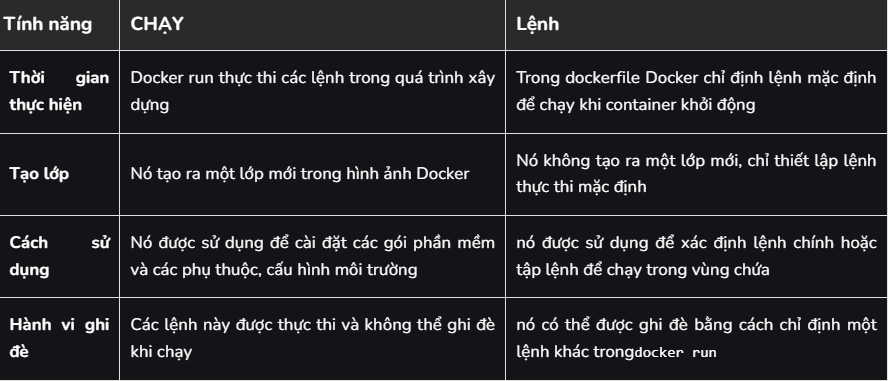 Tính năng
CHẠY
Lệnh
Thời gian
thực hiện
Docker run thực thi các lệnh trong quá trình xây
dựng
Trong dockerfile Docker chỉ định lệnh mặc định
để chạy khi container khởi động
Tạo lớp
Nó tạo ra một lớp mới trong hình ảnh Docker
Nó không tạo ra một lớp mới, chỉ thiết lập lệnh
thực thi mặc định
Cách sử
dụng
Nó được sử dụng để cài đặt các gói phần mềm
và các phụ thuộc, cấu hình môi trường
nó được sử dụng để xác định lệnh chính hoặc
tập lệnh để chạy trong vùng chứa
Hành vi ghi
đè
Các lệnh này được thực thi và không thể ghi đè
khi chạy
nó có thể được ghi đè bằng cách chỉ định một
lệnh khác trongdocker run